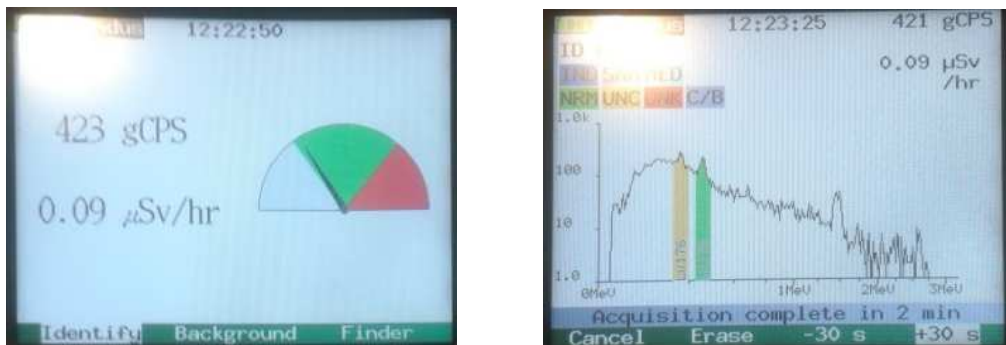 12:22:50
423 gCPS
0.09 μSv/hr
Identify Background Finder
12:23:25 421 gCPS
ID
0.09 μSv
/hr
IND
NRM UNC UNK C/B
1.0k
100
10
1.0
0MeV 1MeV 2MeV 3MeV
Acquisition complete in 2 min
Cancel Erase -30 s +30 s